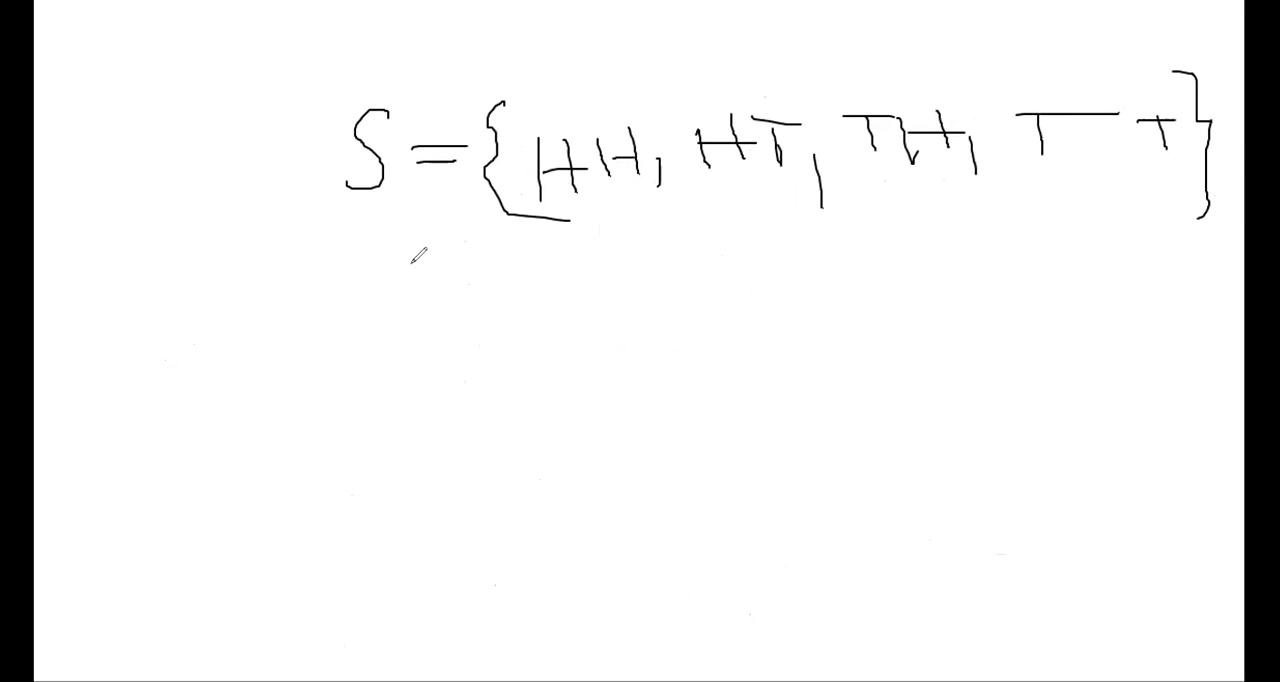 S = {HH, HT, TH, TT}